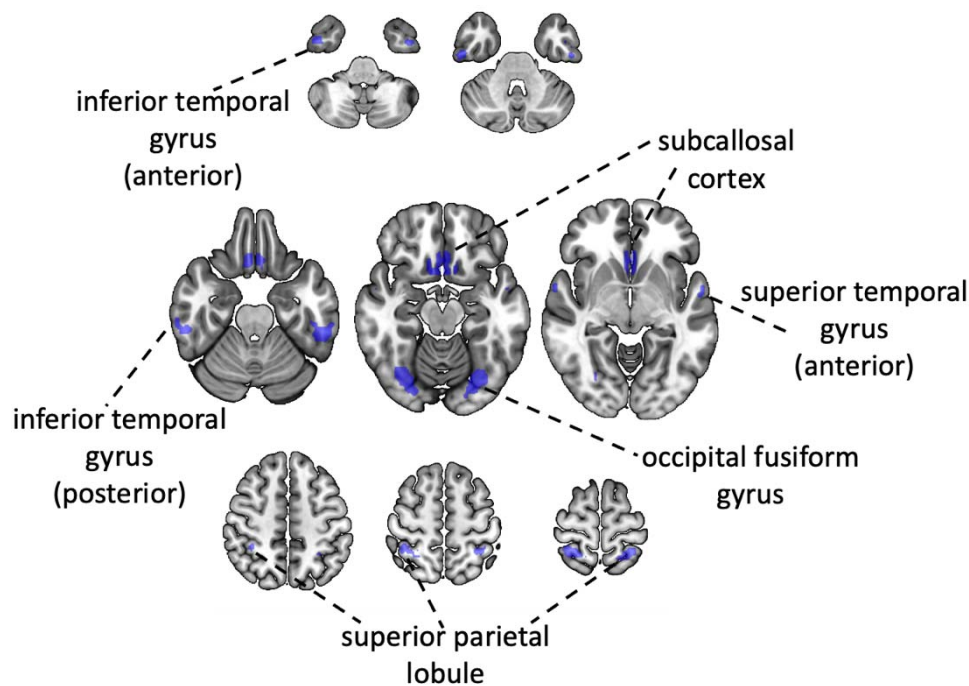 inferior temporal
gyrus
(anterior)
subcallosal
cortex
superior temporal
gyrus
(anterior)
inferior temporal
gyrus
(posterior)
occipital fusiform
gyrus
superior parietal
lobule